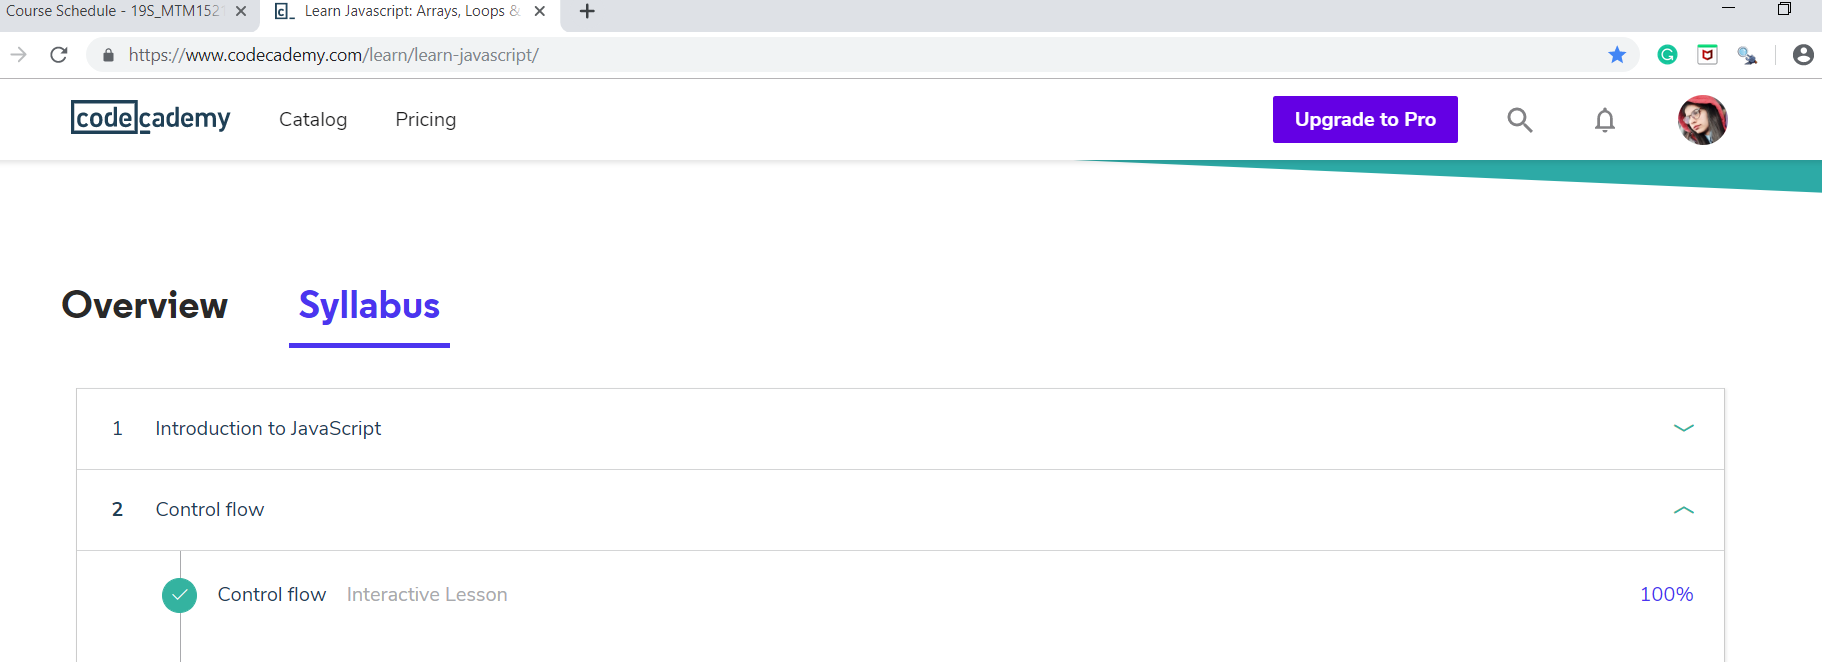 Course Schedule - 19S_MTM1521
Learn Javascript: Arrays, Loops &
https://www.codecademy.com/learn/learn-javascript/
codecademy Catalog Pricing Upgrade to Pro
Overview Syllabus
1 Introduction to JavaScript
2 Control flow
Control flow Interactive Lesson 100%